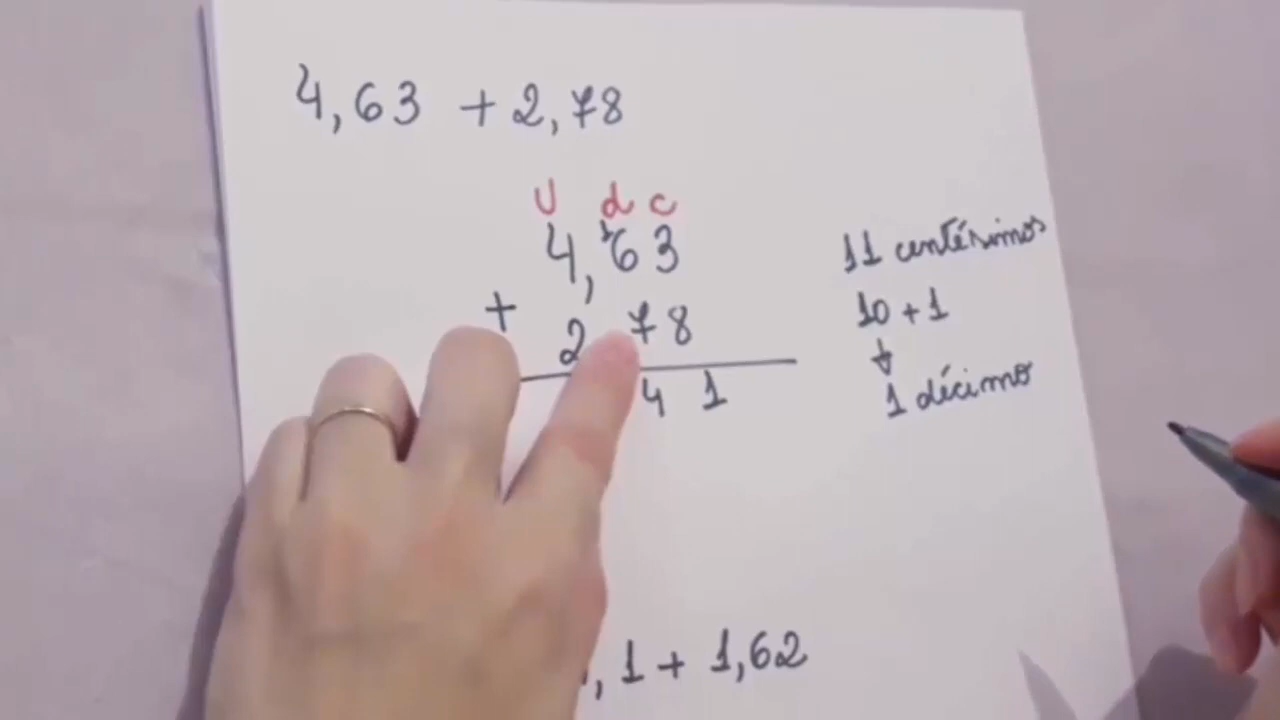 4,63 + 2,78
U d c
1
4,63
+ 2 78
4 1
11 centésimos
10 + 1
1 décimo
,1 + 1,62